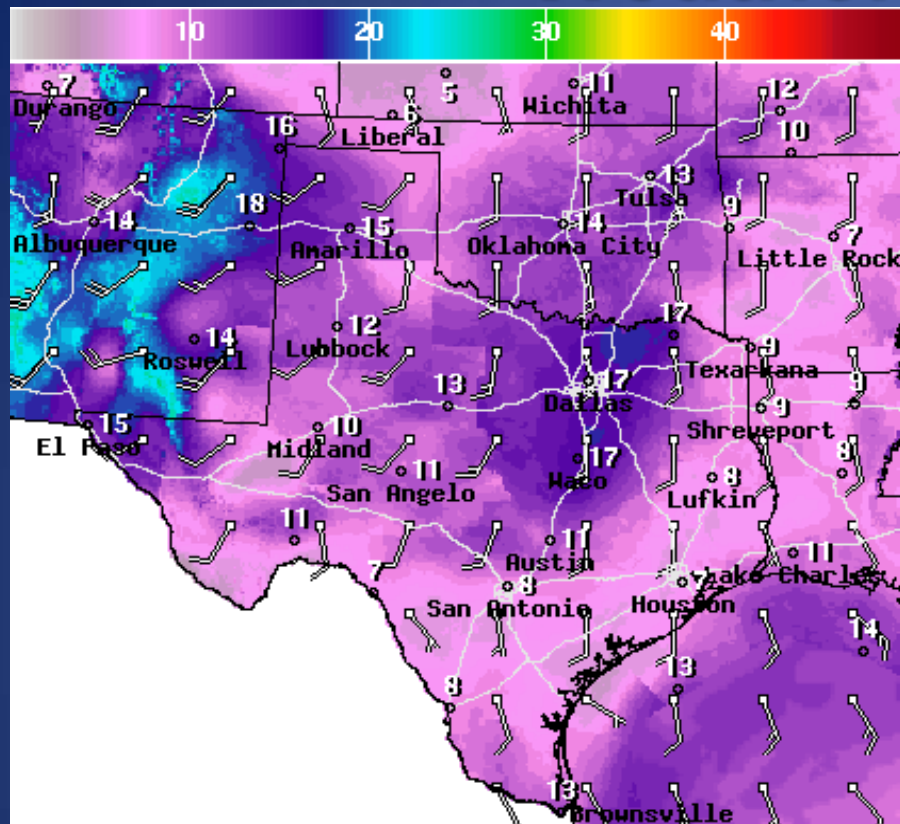 10 20 30 40
7 5 11
Durango Wichita 12
6
16 Liberal 10
13
Tulsa
14 18 15 14 9
Albuquerque Amarillo Oklahoma City 7
Little Rock
14 12 17
Roswell Lubbock Texarkana 9
13 17 9
Dallas 9
15 10 Shreveport
El Paso Midland 17 8
11 Waco 8
San Angelo Lufkin
11 11 11
Austin
7 8 7 Lake Charles
San Antonio Houston
14
13
8
13
Brownsville